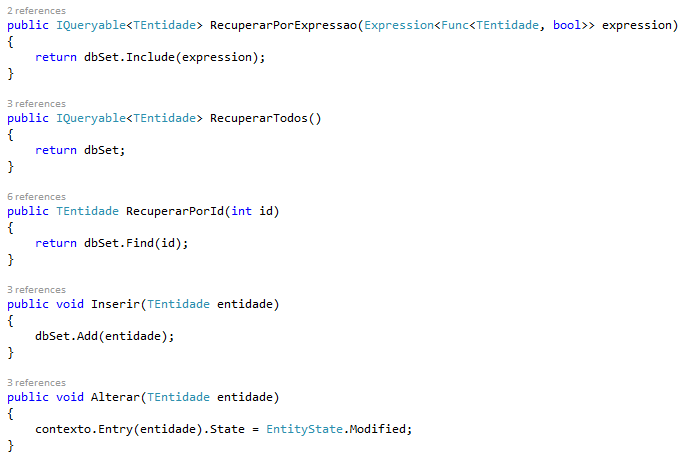 2 references
public IQueryable<TEntidade> RecuperarPorExpressao(Expression<Func<TEntidade, bool>> expression)
{
return dbSet.Include(expression);
}
3 references
public IQueryable<TEntidade> RecuperarTodos()
{
return dbSet;
}
6 references
public TEntidade RecuperarPorId(int id)
{
return dbSet.Find(id);
}
3 references
public void Inserir(TEntidade entidade)
{
dbSet.Add(entidade);
}
3 references
public void Alterar(TEntidade entidade)
{
contexto.Entry(entidade).State = EntityState.Modified;
}